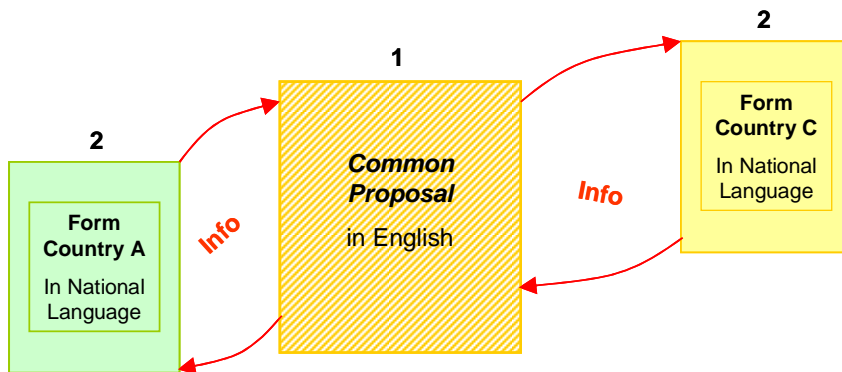 2
1
2
Form
Country C
In National
Language
Common
Proposal
in English
Info
Info
Form
Country A
In National
Language